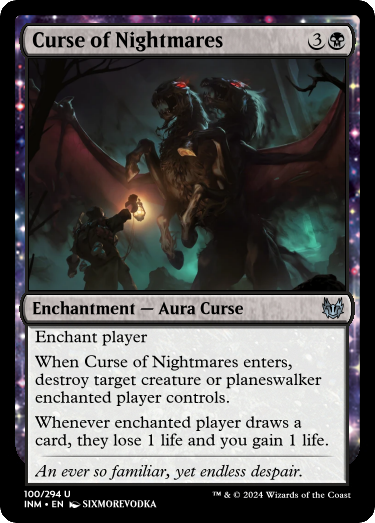 Curse of Nightmares 3
Enchantment — Aura Curse
Enchant player
When Curse of Nightmares enters,
destroy target creature or planeswalker
enchanted player controls.
Whenever enchanted player draws a
card, they lose 1 life and you gain 1 life.
An ever so familiar, yet endless despair.
100/294 U
INM • EN SIXMOREVODKA
™ & © 2024 Wizards of the Coast